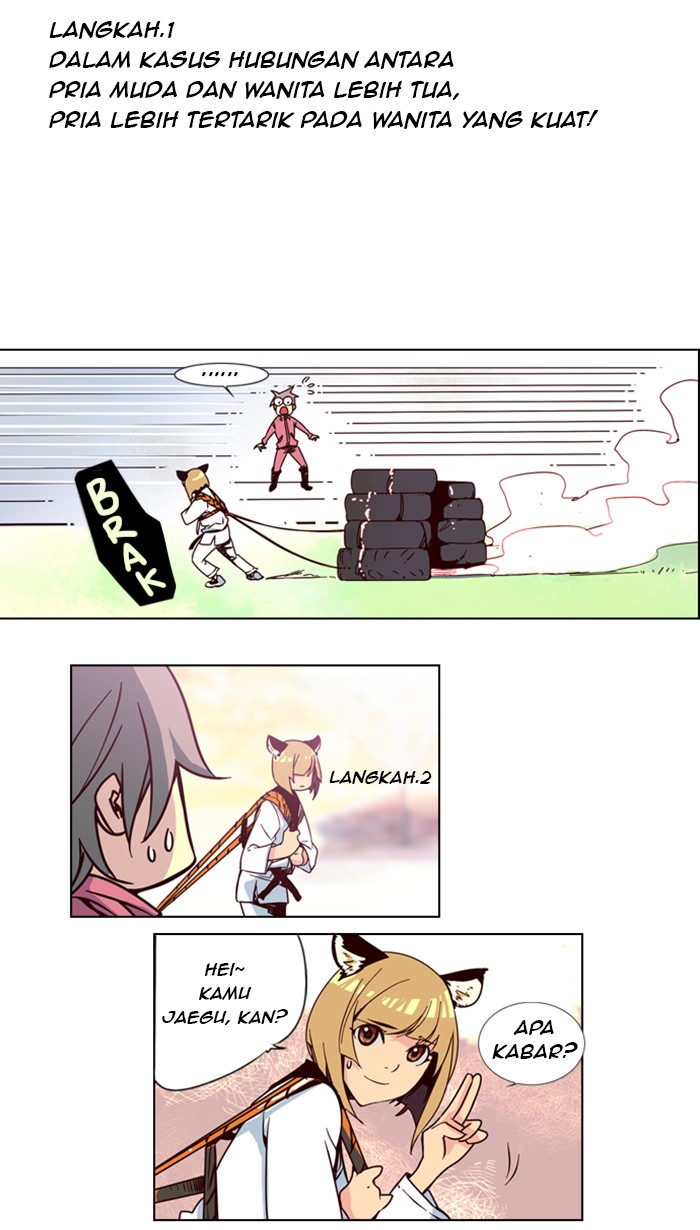 LANGKAH.1
DALAM KASUS HUBUNGAN ANTARA
PRIA MUDA DAN WANITA LEBIH TUA,
PRIA LEBIH TERTARIK PADA WANITA YANG KUAT!
......
BRAK
LANGKAH.2
HEI~
KAMU
JAEGU, KAN?
APA
KABAR?